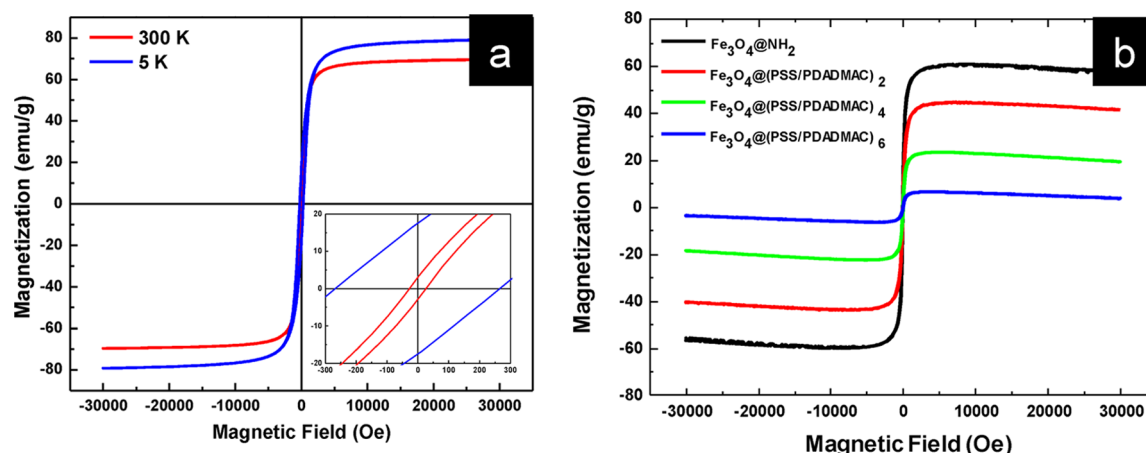 a
300 K
5 K
80
60
40
20
0
-20
-40
-60
-80
Magnetization (emu/g)
20
10
0
-10
-20
-300 -200 -100 0 100 200 300
-30000 -20000 -10000 0 10000 20000 30000
Magnetic Field (Oe)
b
Fe3O4@NH2
Fe3O4@(PSS/PDADMAC) 2
Fe3O4@(PSS/PDADMAC) 4
Fe3O4@(PSS/PDADMAC) 6
80
60
40
20
0
-20
-40
-60
-80
Magnetization (emu/g)
-30000 -20000 -10000 0 10000 20000 30000
Magnetic Field (Oe)